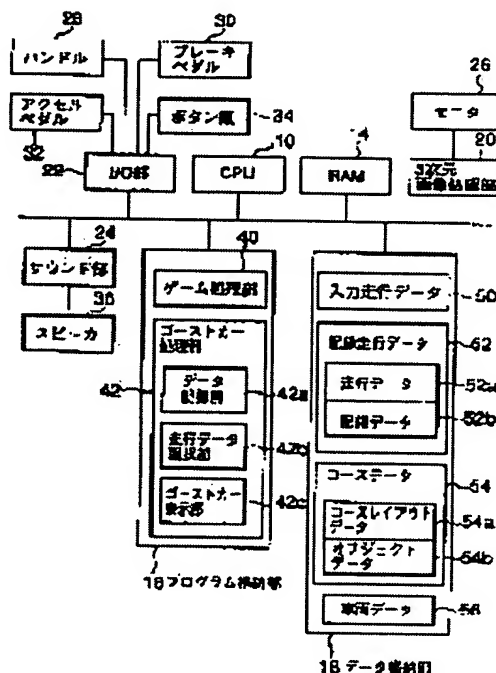 28
ハンドル
30
ブレーキ
ペダル
アクセル
ペダル
32
ボタン類
34
22
I/O部
10
CPU
14
RAM
26
モニタ
20
3次元
画像処理部
24
サウンド部
36
スピーカ
40
ゲーム処理部
ゴーストカー
処理部
42
データ
記録部
42a
走行データ
選択部
42b
ゴーストカー
表示部
42c
プログラム格納部
入力走行データ
50
記録走行データ
52
走行データ
52a
記録データ
52b
コースデータ
54
コースレイアウト
データ
54a
オブジェクト
データ
54b
車両データ
56
18 データ格納部